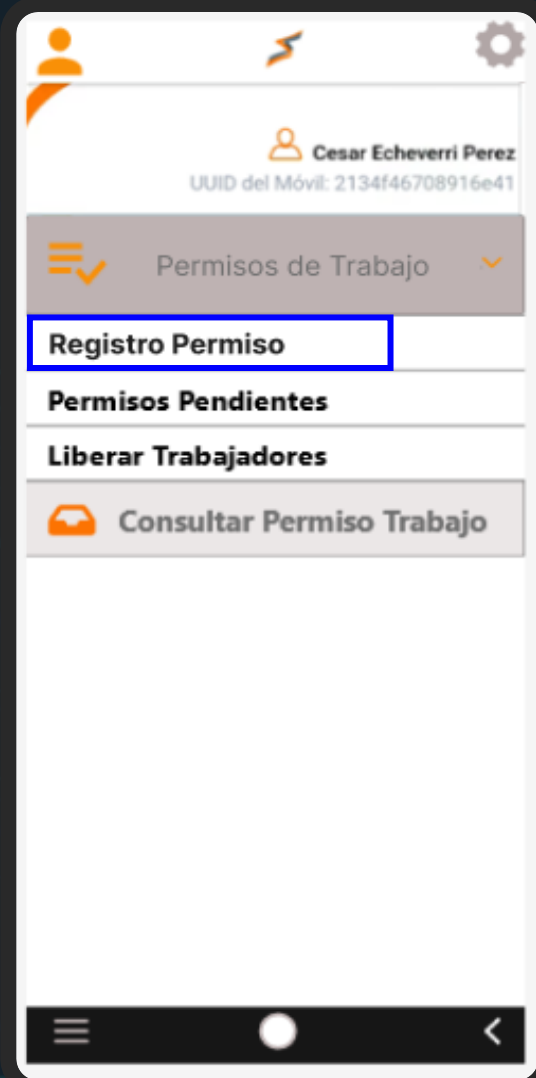 Cesar Echeverri Perez
UUID del Móvil: 2134f46708916e41
Permisos de Trabajo
Registro Permiso
Permisos Pendientes
Liberar Trabajadores
Consultar Permiso Trabajo